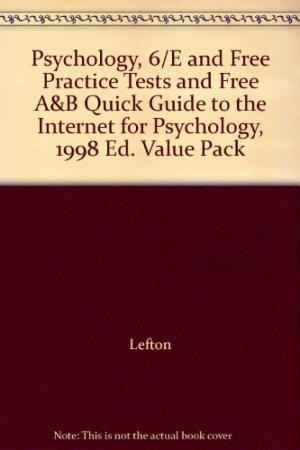 Psychology, 6/E and Free
Practice Tests and Free
A&B Quick Guide to the
Internet for Psychology,
1998 Ed. Value Pack
Lefton
Note: This is not the actual book cover